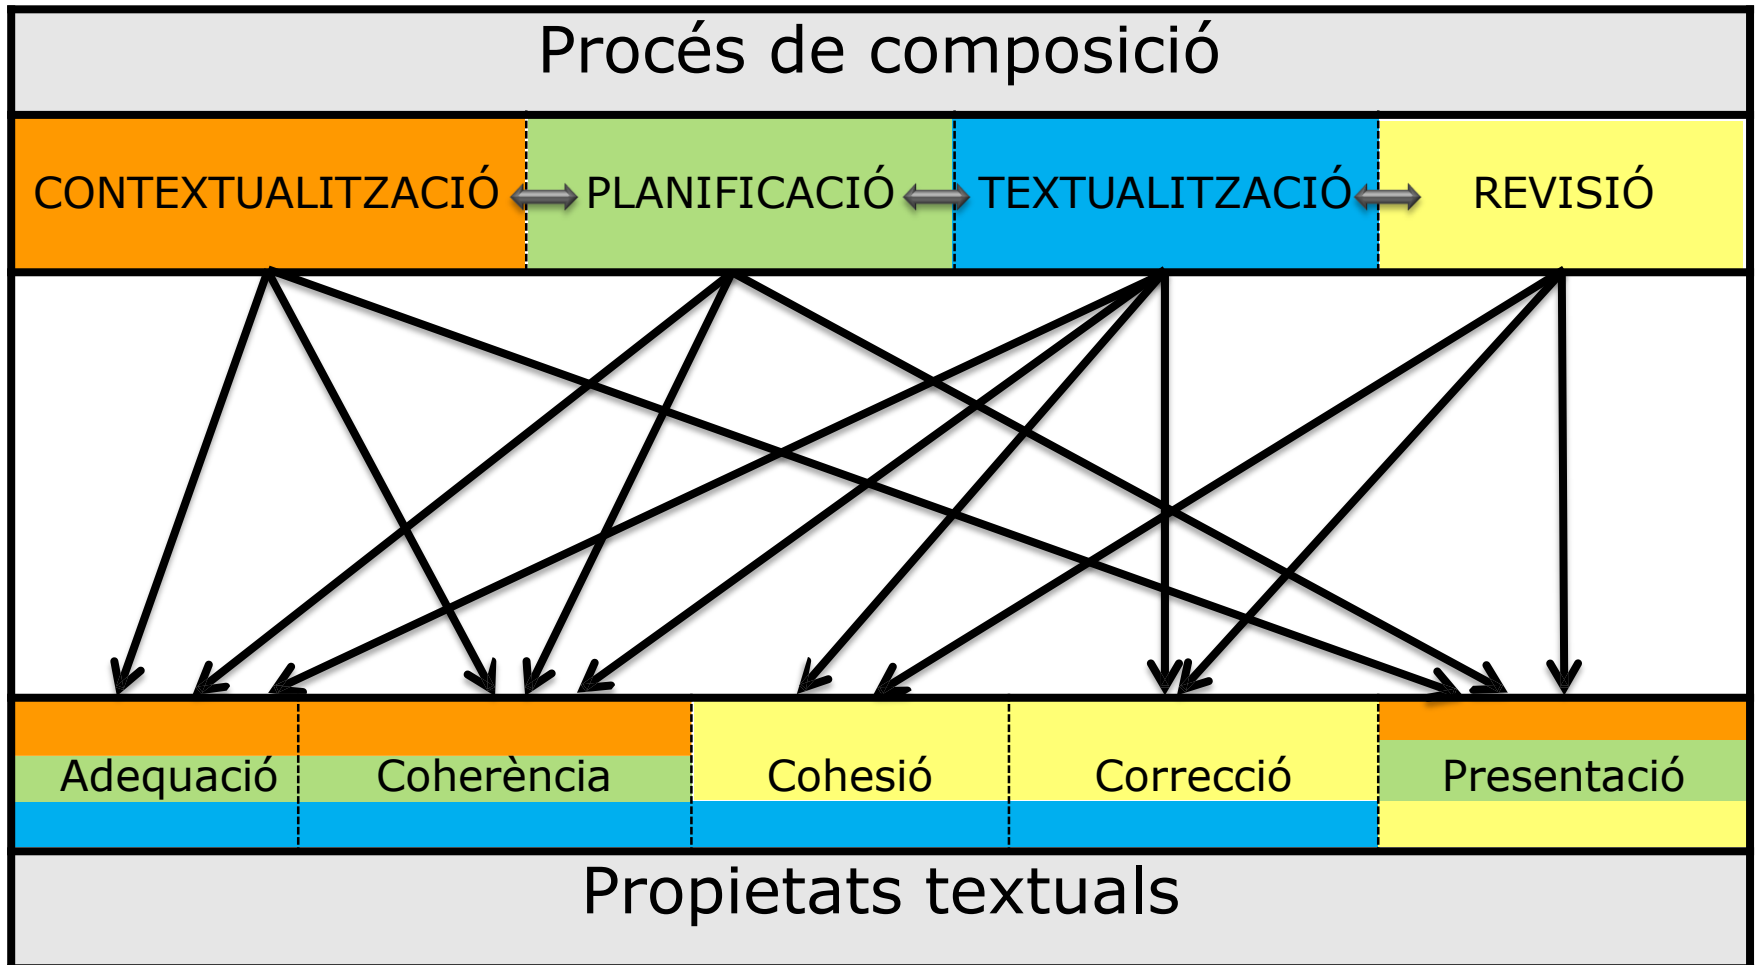 Procés de composició
CONTEXTUALITZACIÓ PLANIFICACIÓ TEXTUALITZACIÓ REVISIÓ
Adequació Coherència Cohesió Correcció Presentació
Propietats textuals